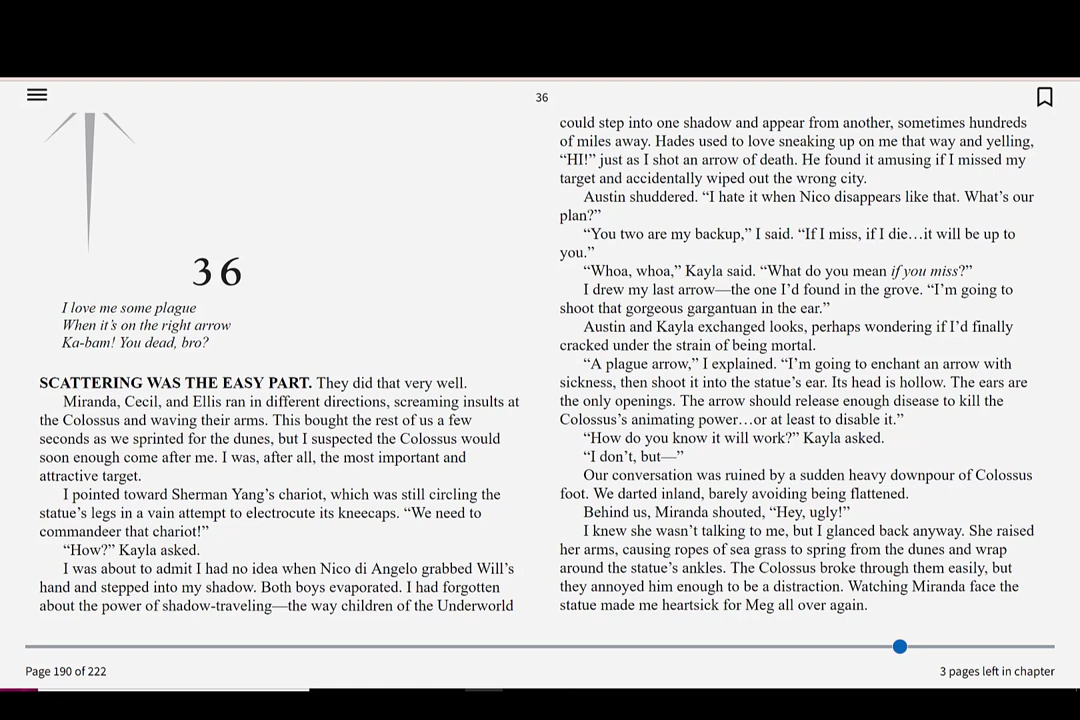 36
36
I love me some plague
When it's on the right arrow
Ka-bam! You dead, bro?
SCATTERING WAS THE EASY PART. They did that very well.
Miranda, Cecil, and Ellis ran in different directions, screaming insults at
the Colossus and waving their arms. This bought the rest of us a few
seconds as we sprinted for the dunes, but I suspected the Colossus would
soon enough come after me. I was, after all, the most important and
attractive target.
I pointed toward Sherman Yang’s chariot, which was still circling the
statue’s legs in a vain attempt to electrocute its kneecaps. “We need to
commandeer that chariot!”
“How?” Kayla asked.
I was about to admit I had no idea when Nico di Angelo grabbed Will’s
hand and stepped into my shadow. Both boys evaporated. I had forgotten
about the power of shadow-traveling—the way children of the Underworld
could step into one shadow and appear from another, sometimes hundreds
of miles away. Hades used to love sneaking up on me that way and yelling,
“HI!” just as I shot an arrow of death. He found it amusing if I missed my
target and accidentally wiped out the wrong city.
Austin shuddered. “I hate it when Nico disappears like that. What’s our
plan?”
“You two are my backup,” I said. “If I miss, if I die…it will be up to
you.”
“Whoa, whoa,” Kayla said. “What do you mean if you miss?”
I drew my last arrow—the one I’d found in the grove. “I’m going to
shoot that gorgeous gargantuan in the ear.”
Austin and Kayla exchanged looks, perhaps wondering if I’d finally
cracked under the strain of being mortal.
“A plague arrow,” I explained. “I’m going to enchant an arrow with
sickness, then shoot it into the statue’s ear. Its head is hollow. The ears are
the only openings. The arrow should release enough disease to kill the
Colossus’s animating power…or at least to disable it.”
“How do you know it will work?” Kayla asked.
“I don’t, but—”
Our conversation was ruined by a sudden heavy downpour of Colossus
foot. We darted inland, barely avoiding being flattened.
Behind us, Miranda shouted, “Hey, ugly!”
I knew she wasn’t talking to me, but I glanced back anyway. She raised
her arms, causing ropes of sea grass to spring from the dunes and wrap
around the statue’s ankles. The Colossus broke through them easily, but
they annoyed him enough to be a distraction. Watching Miranda face the
statue made me heartsick for Meg all over again.
Page 190 of 222
3 pages left in chapter